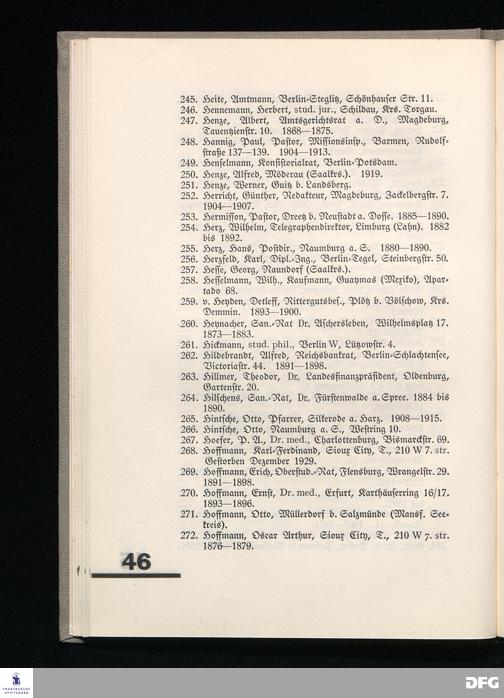 245. Heite, Amtmann, Berlin-Steglitz, Schönhauser Str. 11.
246. Hennemann, Herbert, stud. jur., Schildau, Krs. Torgau.
247. Henze, Albert, Amtsgerichtsrat a. D., Magdeburg,
Tauentzienstr. 10. 1868—1875.
248. Hannig, Paul, Pastor, Missionsinsp., Barmen, Rudolf-
straße 137—139. 1904—1913.
249. Henselmann, Konsistorialrat, Berlin-Potsdam.
250. Henze, Alfred, Möderau (Saalkrs.). 1919.
251. Henze, Werner, Guitz b. Landsberg.
252. Herricht, Günther, Redakteur, Magdeburg, Zackelbergstr. 7.
1904—1907.
253. Hermisson, Pastor, Dreetz b. Neustadt a. Dosse. 1885—1890.
254. Herz, Wilhelm, Telegraphendirektor, Limburg (Lahn). 1882
bis 1892.
255. Herz, Hans, Postdir., Naumburg a. S. 1880—1890.
256. Herzfeld, Karl, Dipl.-Ing., Berlin-Tegel, Steinbergstr. 50.
257. Hesse, Georg, Naundorf (Saalkrs.).
258. Hesselmann, Wilh., Kaufmann, Guaymas (Mexiko), Apar-
tado 68.
259. v. Heyden, Detleff, Rittergutsbes., Plötz b. Völschow, Krs.
Demmin. 1893—1900.
260. Heynacher, San.-Rat Dr., Aschersleben, Wilhelmsplatz 17.
1873—1883.
261. Hickmann, stud. phil., Berlin W, Lützowstr. 4.
262. Hildebrandt, Alfred, Reichsbankrat, Berlin-Schlachtensee,
Victoriastr. 44. 1891—1898.
263. Hillmer, Theodor, Dr. Landesfinanzpräsident, Oldenburg,
Gartenstr. 20.
264. Hilschens, San.-Rat, Dr. Fürstenwalde a. Spree. 1884 bis
1890.
265. Hintsche, Otto, Pfarrer, Silkerode a. Harz. 1908—1915.
266. Hintsche, Otto, Naumburg a. S., Westring 10.
267. Hoefer, P. A., Dr. med., Charlottenburg, Bismarckstr. 69.
268. Hoffmann, Karl-Ferdinand, Sioux City, T., 210 W 7. str.
Gestorben Dezember 1929.
269. Hoffmann, Erich, Oberstud.-Rat, Flensburg, Wrangelstr. 29.
1891—1898.
270. Hoffmann, Ernst, Dr. med., Erfurt, Karthäuserring 16/17.
1893—1896.
271. Hoffmann, Otto, Müllerdorf b. Salzmünde (Mansf. See-
kreis).
272. Hoffmann, Oscar Arthur, Sioux City, T., 210 W 7. str.
1876—1879.
46
FRANCKESCHE
STIFTUNGEN
DFG